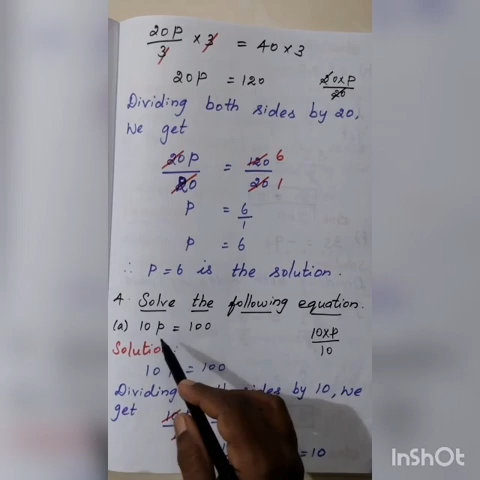 20P/3 × 3 = 40 × 3
20P = 120 20×P/20
Dividing both sides by 20,
we get
20P/20 = 120/20 6/1
P = 6/1
P = 6
∴ P = 6 is the solution.
4. Solve the following equation.
(a) 10 P = 100 10×P/10
Solution:
10 = 100
Dividing sides by 10, we
get
= 10
InShOt